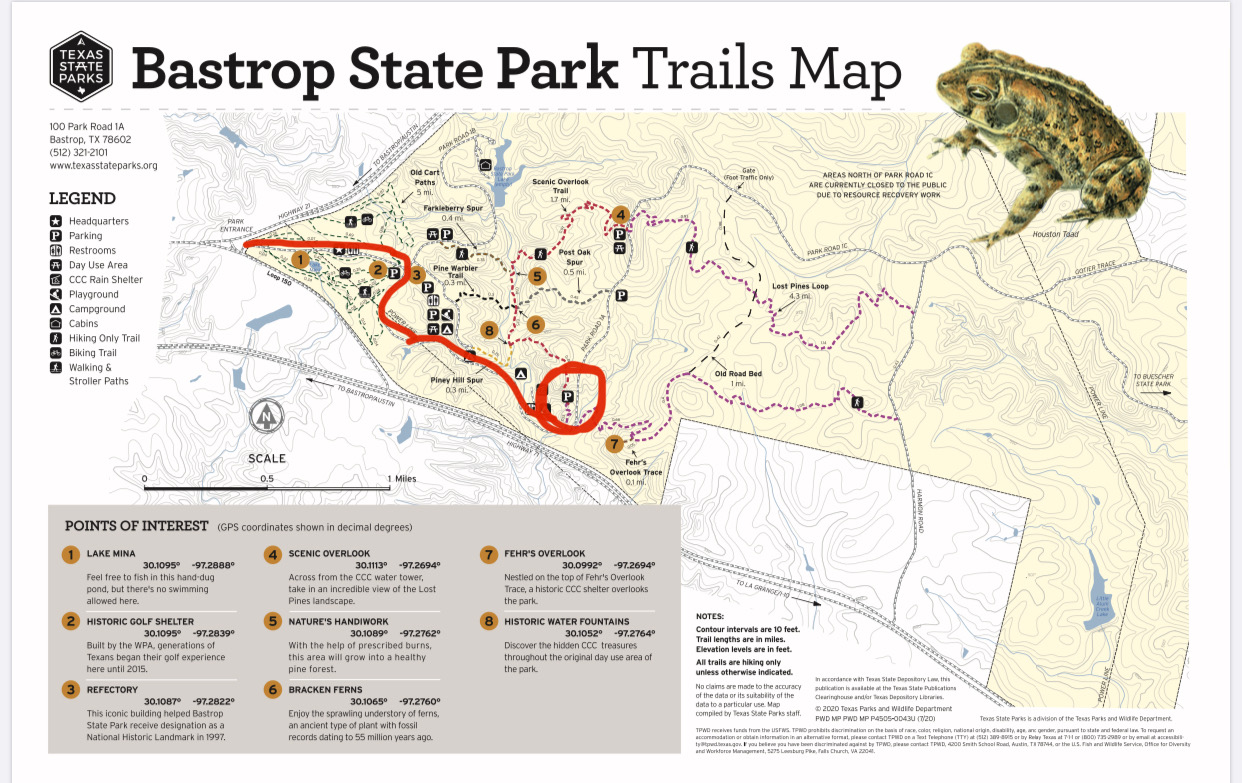 TEXAS
STATE
PARKS
Bastrop State Park Trails Map
100 Park Road 1A
Bastrop, TX 78602
(512) 321-2101
www.texasstateparks.org
LEGEND
Headquarters
Parking
Restrooms
Day Use Area
CCC Rain Shelter
Playground
Campground
Cabins
Hiking Only Trail
Biking Trail
Walking &
Stroller Paths
PARK
ENTRANCE
HIGHWAY 21
TO BASTROP/AUSTIN
PARK ROAD 1B
Old Cart
Paths
5 mi.
Farkleberry Spur
0.4 mi.
Scenic Overlook
Trail
1.7 mi.
Gate
(Foot Traffic Only)
AREAS NORTH OF PARK ROAD 1C
ARE CURRENTLY CLOSED TO THE PUBLIC
DUE TO RESOURCE RECOVERY WORK
Houston Toad
PARK ROAD 1C
GOTIER TRACE
Post Oak
Spur
0.5 mi.
Pine Warbler
Trail
0.3 mi.
Lost Pines Loop
4.3 mi.
Loop 150
1
2
3
4
5
6
7
8
P
PARK ROAD 1A
Old Road Bed
1 mi.
Piney Hill Spur
0.3 mi.
TO BUESCHER
STATE PARK
POWER LINE
TO BASTROP/AUSTIN
HIGHWAY
Fehr's
Overlook Trace
0.1 mi.
HARMON ROAD
TO LA GRANGE/I-10
POWER LINE
N
SCALE
0 0.5 1 Miles
POINTS OF INTEREST (GPS coordinates shown in decimal degrees)
1 LAKE MINA
30.1095° -97.2888°
Feel free to fish in this hand-dug
pond, but there's no swimming
allowed here.
2 HISTORIC GOLF SHELTER
30.1095° -97.2839°
Built by the WPA, generations of
Texans began their golf experience
here until 2015.
3 REFECTORY
30.1087° -97.2822°
This iconic building helped Bastrop
State Park receive designation as a
National Historic Landmark in 1997.
4 SCENIC OVERLOOK
30.1113° -97.2694°
Across from the CCC water tower,
take in an incredible view of the Lost
Pines landscape.
5 NATURE'S HANDIWORK
30.1089° -97.2762°
With the help of prescribed burns,
this area will grow into a healthy
pine forest.
6 BRACKEN FERNS
30.1065° -97.2760°
Enjoy the sprawling understory of ferns,
an ancient type of plant with fossil
records dating to 55 million years ago.
7 FEHR'S OVERLOOK
30.0992° -97.2694°
Nestled on the top of Fehr's Overlook
Trace, a historic CCC shelter overlooks
the park.
8 HISTORIC WATER FOUNTAINS
30.1052° -97.2764°
Discover the hidden CCC treasures
throughout the original day use area of
the park.
NOTES:
Contour intervals are 10 feet.
Trail lengths are in miles.
Elevation levels are in feet.
All trails are hiking only
unless otherwise indicated.
No claims are made to the accuracy
of the data or its suitability of the
data to a particular use. Map
compiled by Texas State Parks staff.
In accordance with Texas State Depository Law, this
publication is available at the Texas State Publications
Clearinghouse and/or Texas Depository Libraries.
© 2020 Texas Parks and Wildlife Department
PWD MP PWD MP P4505-0043U (7/20)
Texas State Parks is a division of the Texas Parks and Wildlife Department.
TPWD receives funds from the USFWS. TPWD prohibits discrimination on the basis of race, color, religion, national origin, disability, age, and gender, pursuant to state and federal law. To request an
accommodation or obtain information in an alternative format, please contact TPWD on a Text Telephone (TTY) at (512) 389-8915 or by Relay Texas at 7-1-1 or (800) 735-2989 or by email at accessibili-
ty@tpwd.texas.gov. If you believe you have been discriminated against by TPWD, please contact TPWD, 4200 Smith School Road, Austin, TX 78744, or the U.S. Fish and Wildlife Service, Office for Diversity
and Workforce Management, 5275 Leesburg Pike, Falls Church, VA 22041.